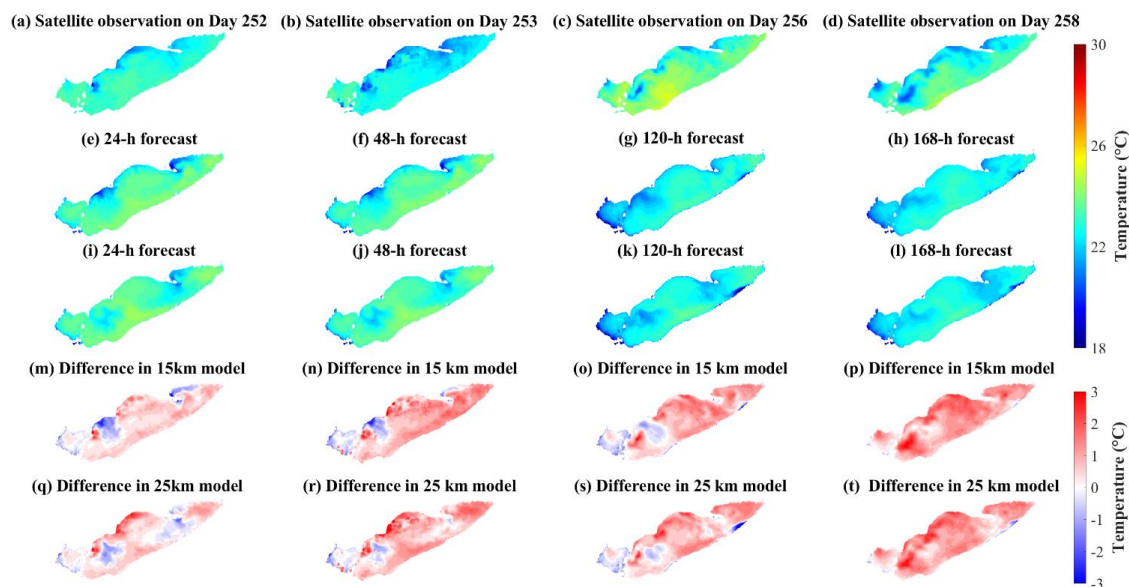 (a) Satellite observation on Day 252
(b) Satellite observation on Day 253
(c) Satellite observation on Day 256
(d) Satellite observation on Day 258
(e) 24-h forecast
(f) 48-h forecast
(g) 120-h forecast
(h) 168-h forecast
(i) 24-h forecast
(j) 48-h forecast
(k) 120-h forecast
(l) 168-h forecast
30
26
22
18
Temperature (°C)
(m) Difference in 15km model
(n) Difference in 15 km model
(o) Difference in 15 km model
(p) Difference in 15km model
(q) Difference in 25km model
(r) Difference in 25 km model
(s) Difference in 25 km model
(t) Difference in 25 km model
3
2
1
0
-1
-2
-3
Temperature (°C)